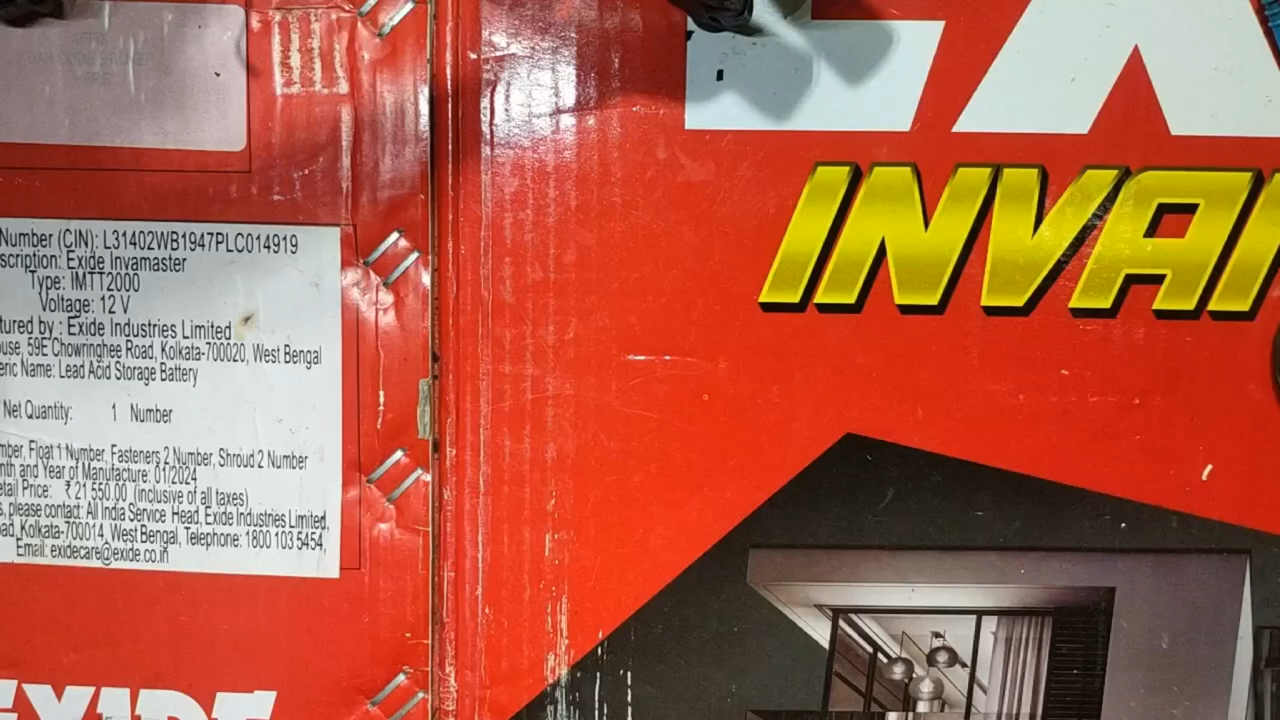 Number (CIN): L31402WB1947PLC014919
scription: Exide Invamaster
Type: IMTT2000
Voltage: 12 V
tured by : Exide Industries Limited
use, 59E Chowringhee Road, Kolkata-700020, West Bengal
eric Name: Lead Acid Storage Battery
Net Quantity: 1 Number
mber, Float 1 Number, Fasteners 2 Number, Shroud 2 Number
nth and Year of Manufacture: 01/2024
etail Price: ₹ 21 550.00 (inclusive of all taxes)
s, please contact: All India Service Head, Exide Industries Limited,
oad, Kolkata-700014, West Bengal, Telephone: 1800 103 5454,
Email: exidecare@exide.co.in
EXIDE
INVA